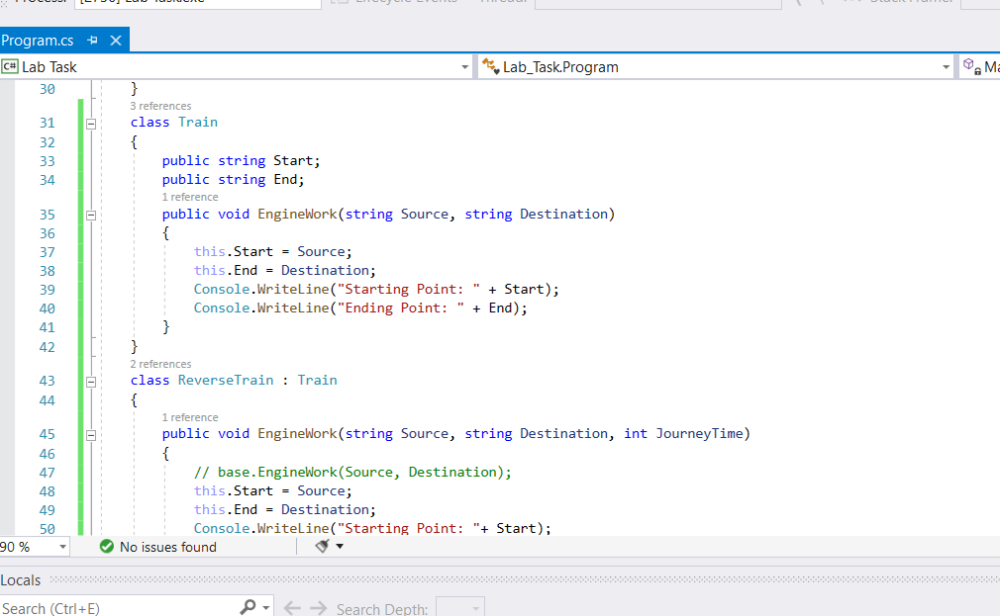 Program.cs
C# Lab Task
Lab_Task.Program
30 }
3 references
31 class Train
32 {
33 public string Start;
34 public string End;
1 reference
35 public void EngineWork(string Source, string Destination)
36 {
37 this.Start = Source;
38 this.End = Destination;
39 Console.WriteLine("Starting Point: " + Start);
40 Console.WriteLine("Ending Point: " + End);
41 }
42 }
2 references
43 class ReverseTrain : Train
44 {
1 reference
45 public void EngineWork(string Source, string Destination, int JourneyTime)
46 {
47 // base.EngineWork(Source, Destination);
48 this.Start = Source;
49 this.End = Destination;
50 Console.WriteLine("Starting Point: "+ Start);
90 % No issues found
Locals
Search (Ctrl+E) Search Depth: